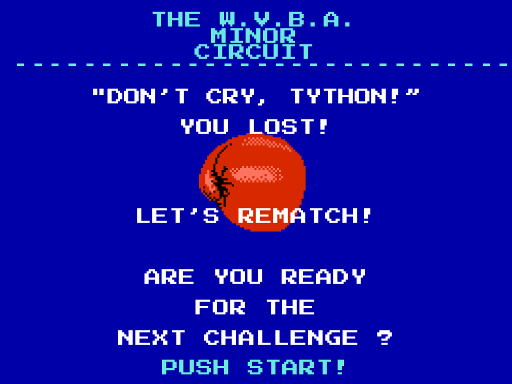 THE W.V.B.A.
MINOR
CIRCUIT
"DON'T CRY, TYTHON!"
YOU LOST!
LET'S REMATCH!
ARE YOU READY
FOR THE
NEXT CHALLENGE ?
PUSH START!